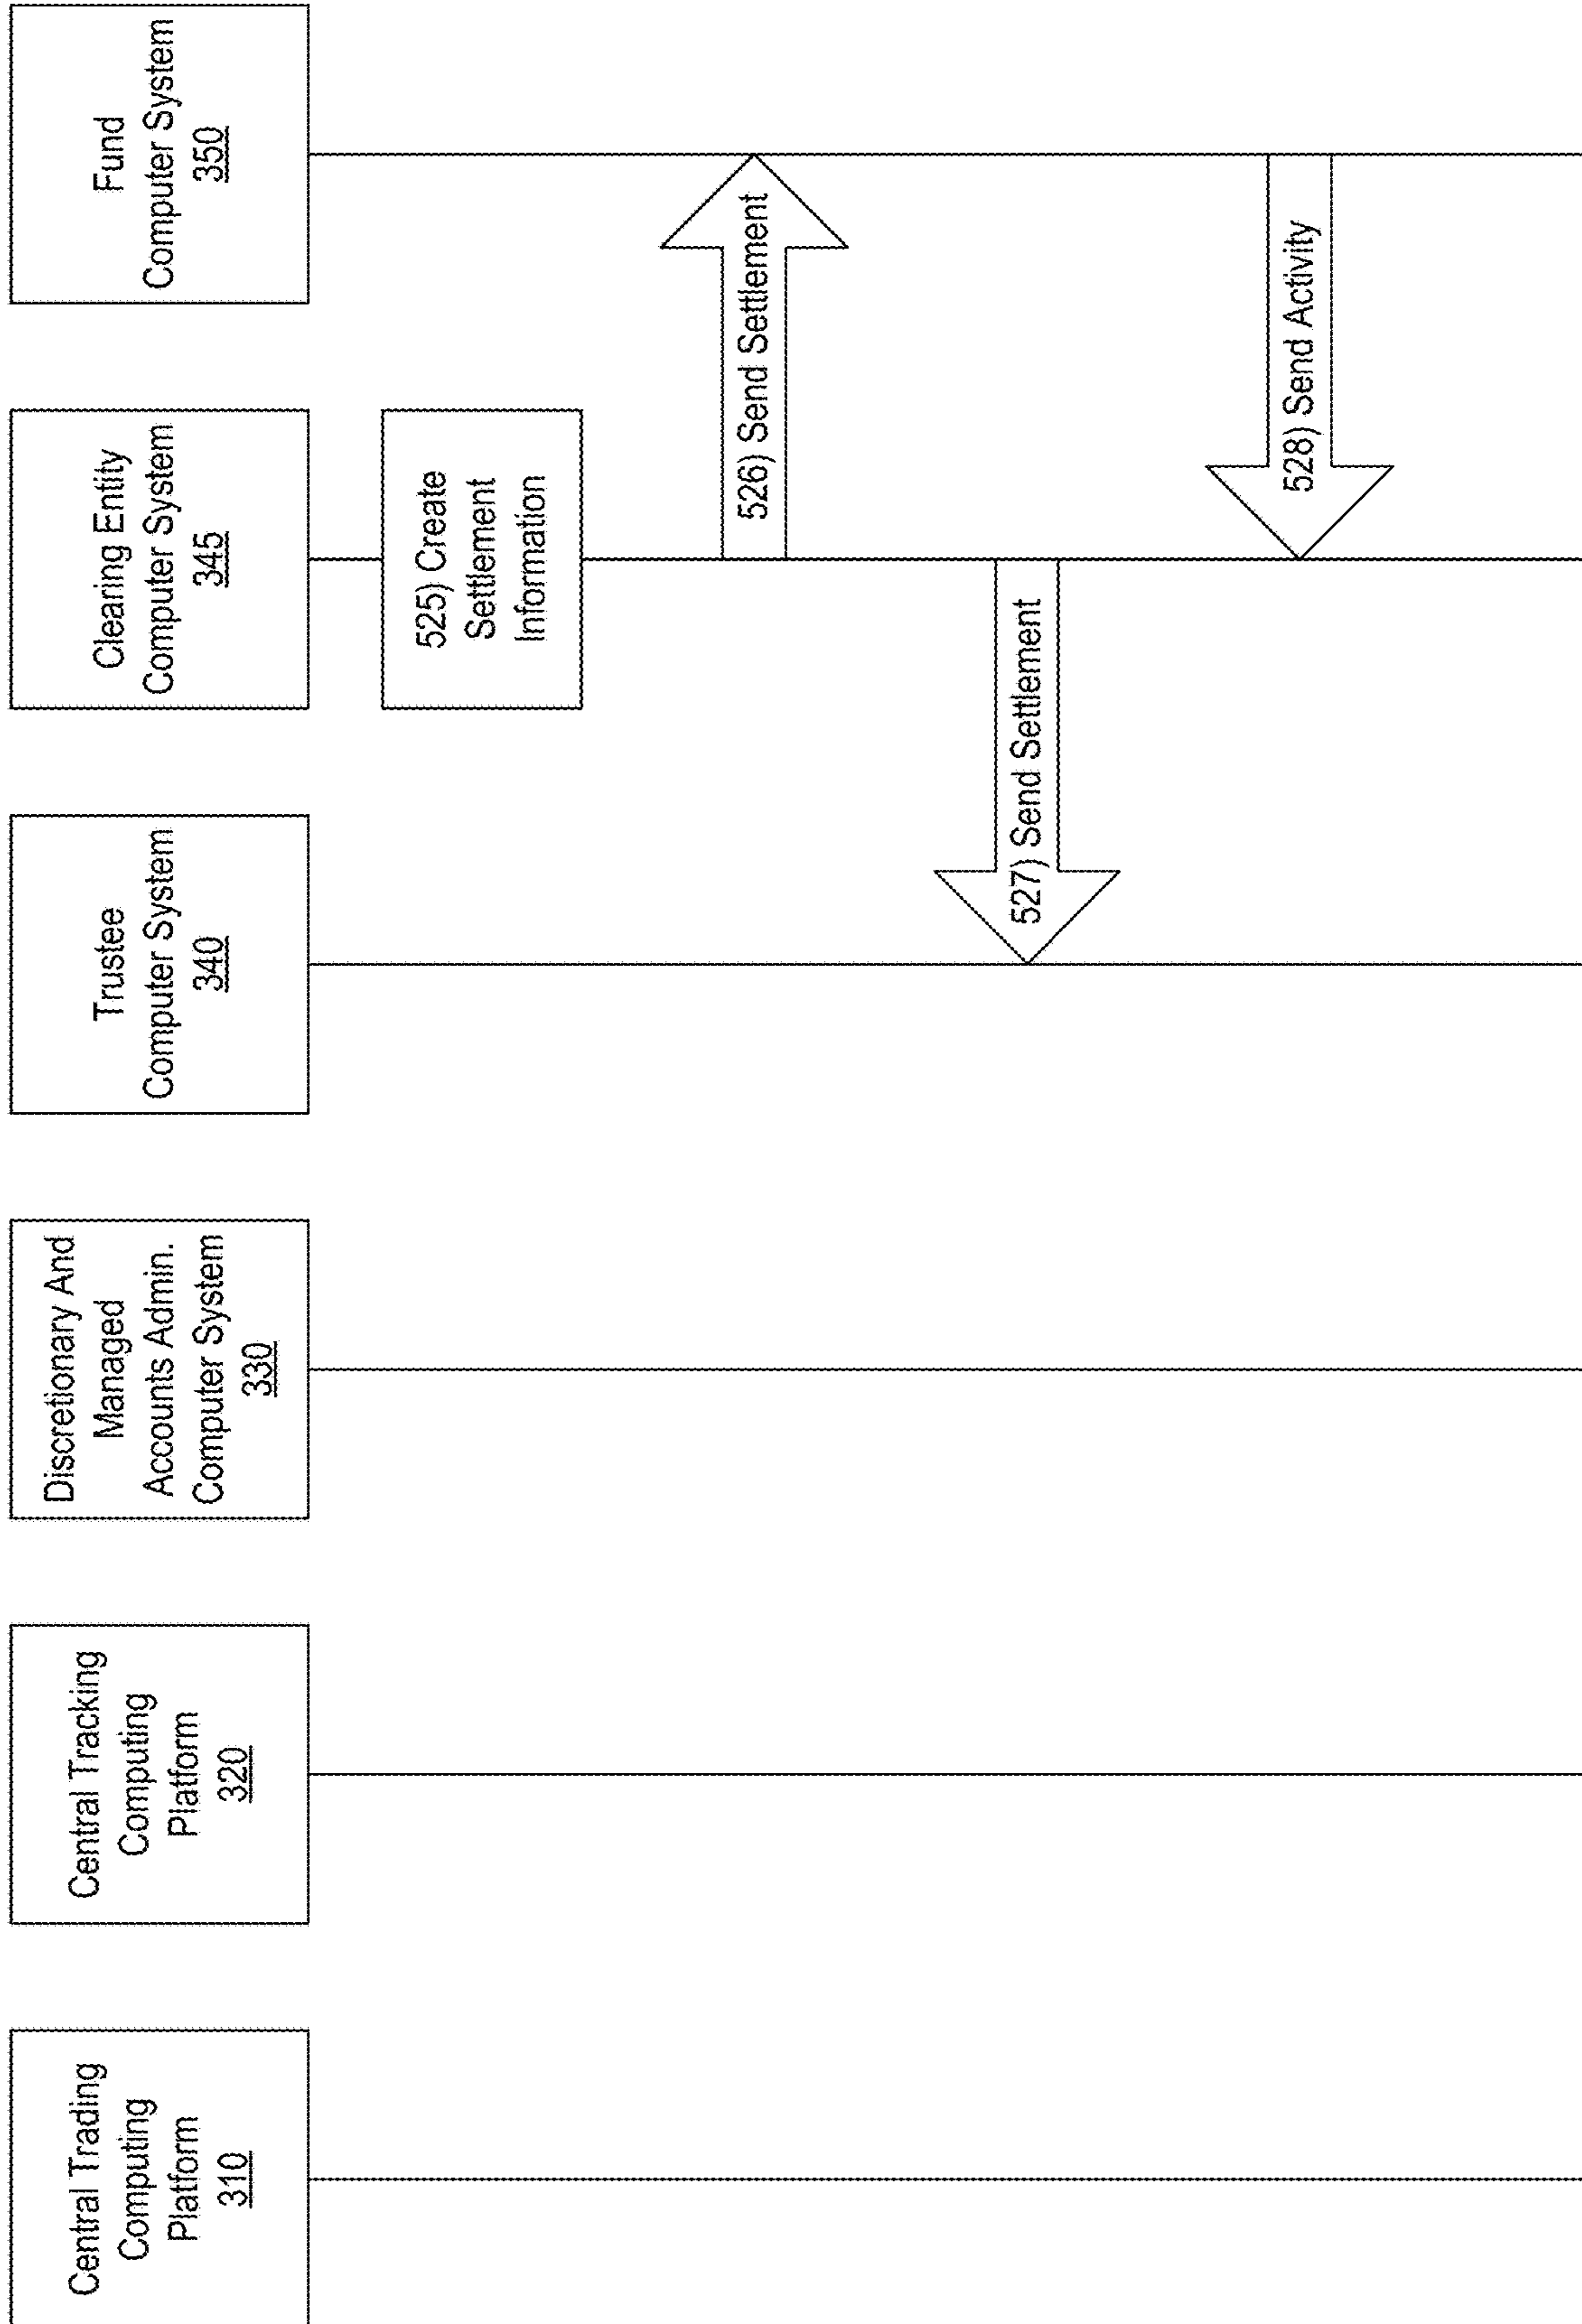 Central Trading
Computing
Platform
310
Central Tracking
Computing
Platform
320
Discretionary And
Managed
Accounts Admin.
Computer System
330
Trustee
Computer System
340
Clearing Entity
Computer System
345
Fund
Computer System
350
525) Create
Settlement
Information
526) Send Settlement
527) Send Settlement
528) Send Activity